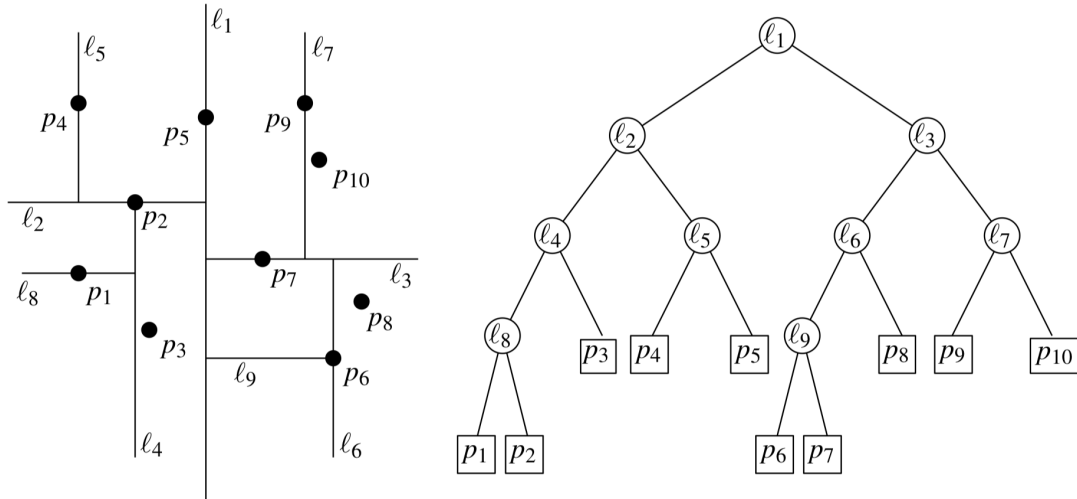 ℓ1
ℓ5
ℓ7
p4
p5
p9
p10
ℓ2
p2
p7
ℓ3
ℓ8
p1
p8
p3
ℓ9
p6
ℓ4
ℓ6
ℓ1
ℓ2 ℓ3
ℓ4 ℓ5 ℓ6 ℓ7
ℓ8 p3 p4 p5 ℓ9 p8 p9 p10
p1 p2 p6 p7